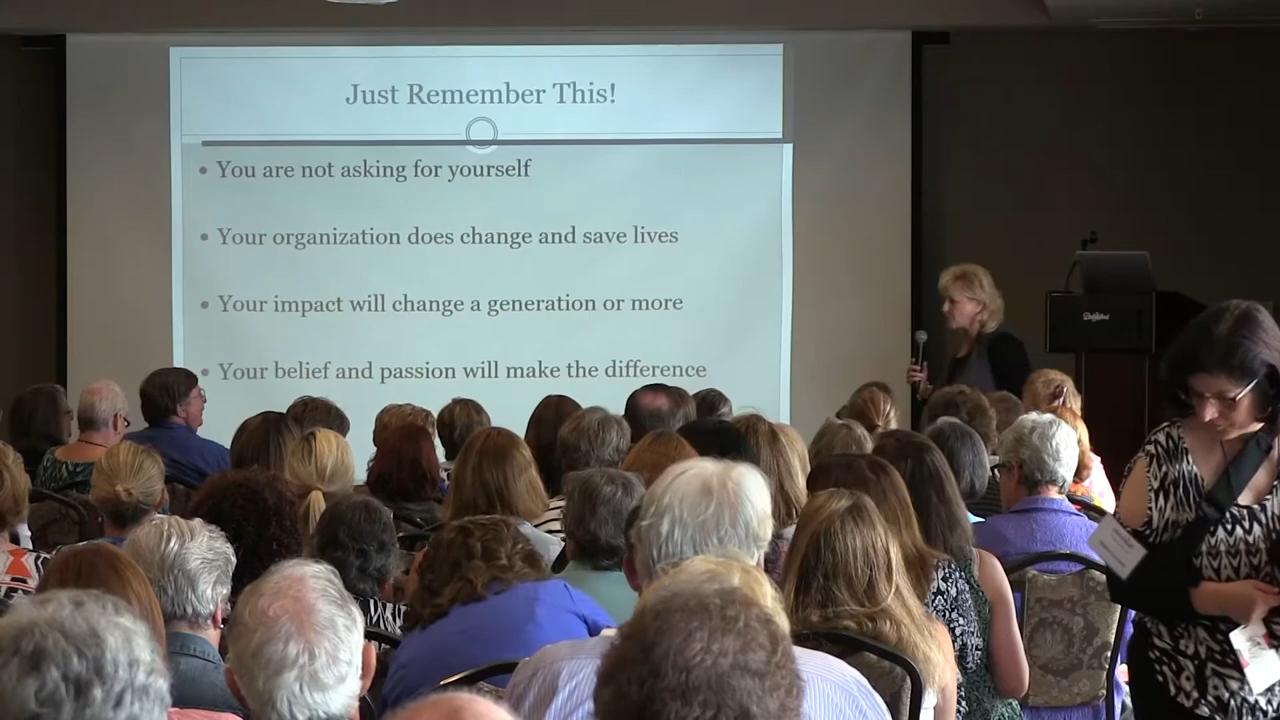 Just Remember This!
• You are not asking for yourself
• Your organization does change and save lives
• Your impact will change a generation or more
• Your belief and passion will make the difference